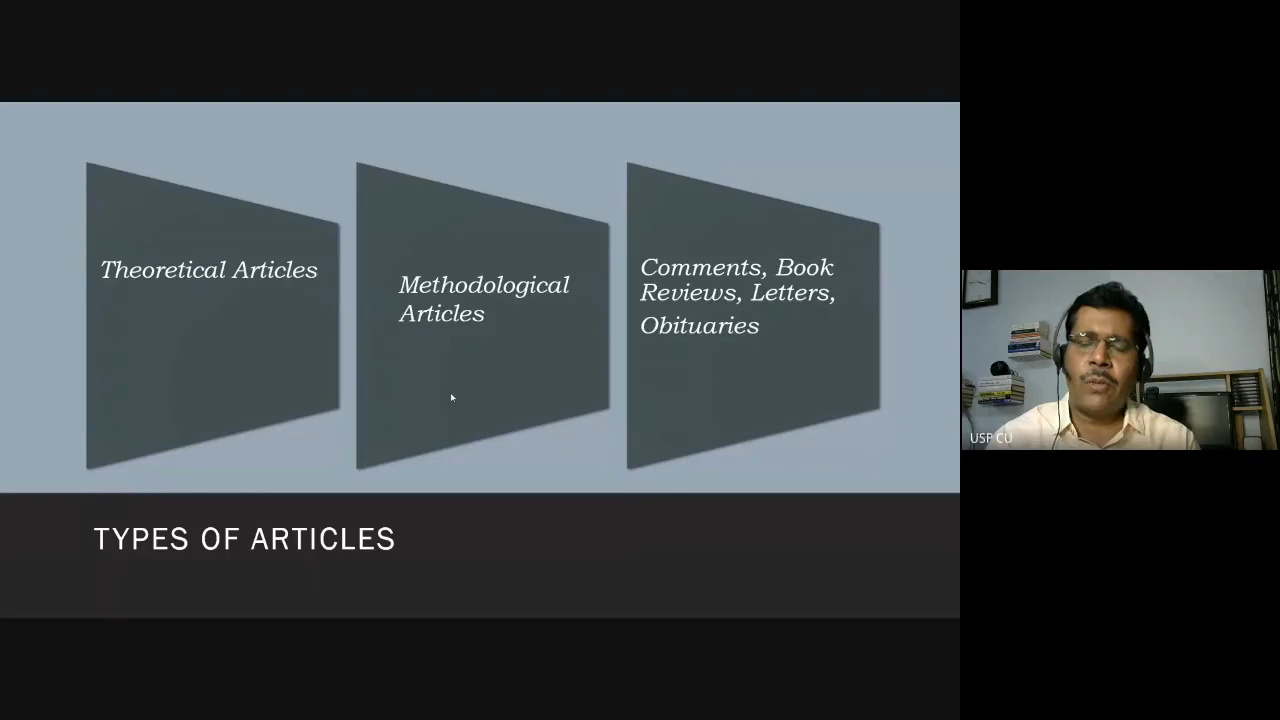 Theoretical Articles
Methodological
Articles
Comments, Book
Reviews, Letters,
Obituaries
TYPES OF ARTICLES
USP CU